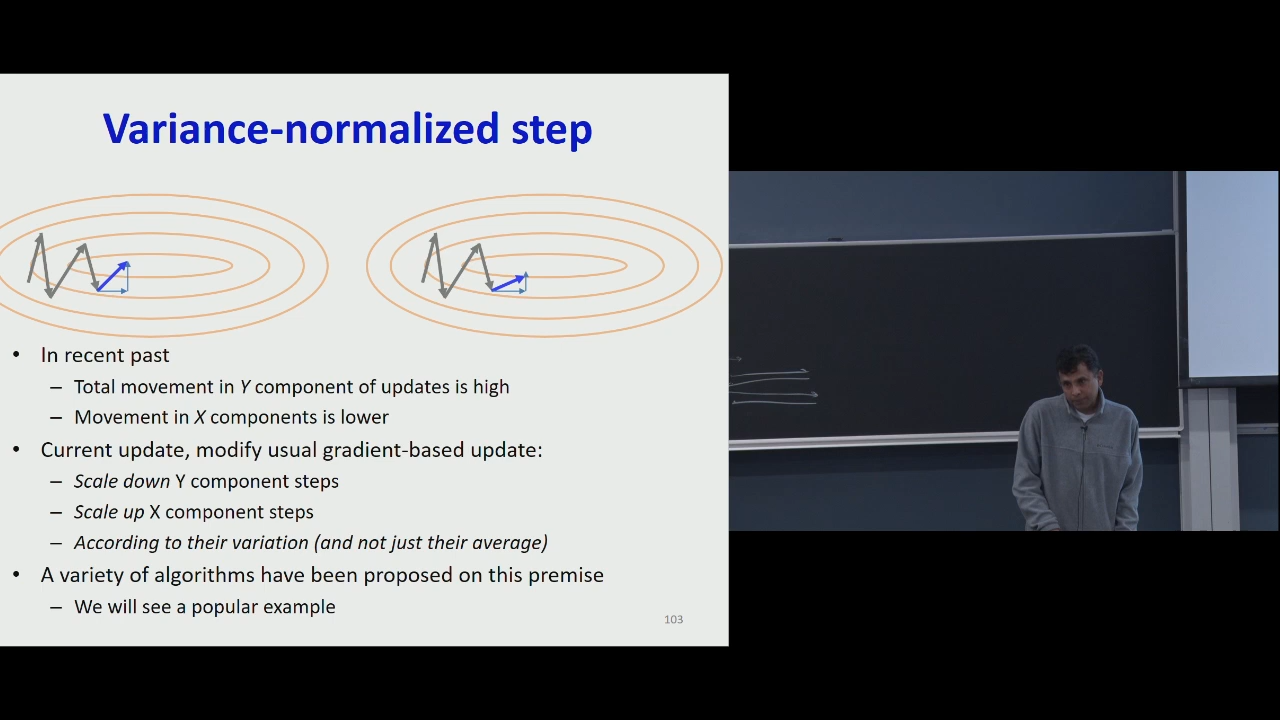 Variance-normalized step
• In recent past
– Total movement in Y component of updates is high
– Movement in X components is lower
• Current update, modify usual gradient-based update:
– Scale down Y component steps
– Scale up X component steps
– According to their variation (and not just their average)
• A variety of algorithms have been proposed on this premise
– We will see a popular example
103